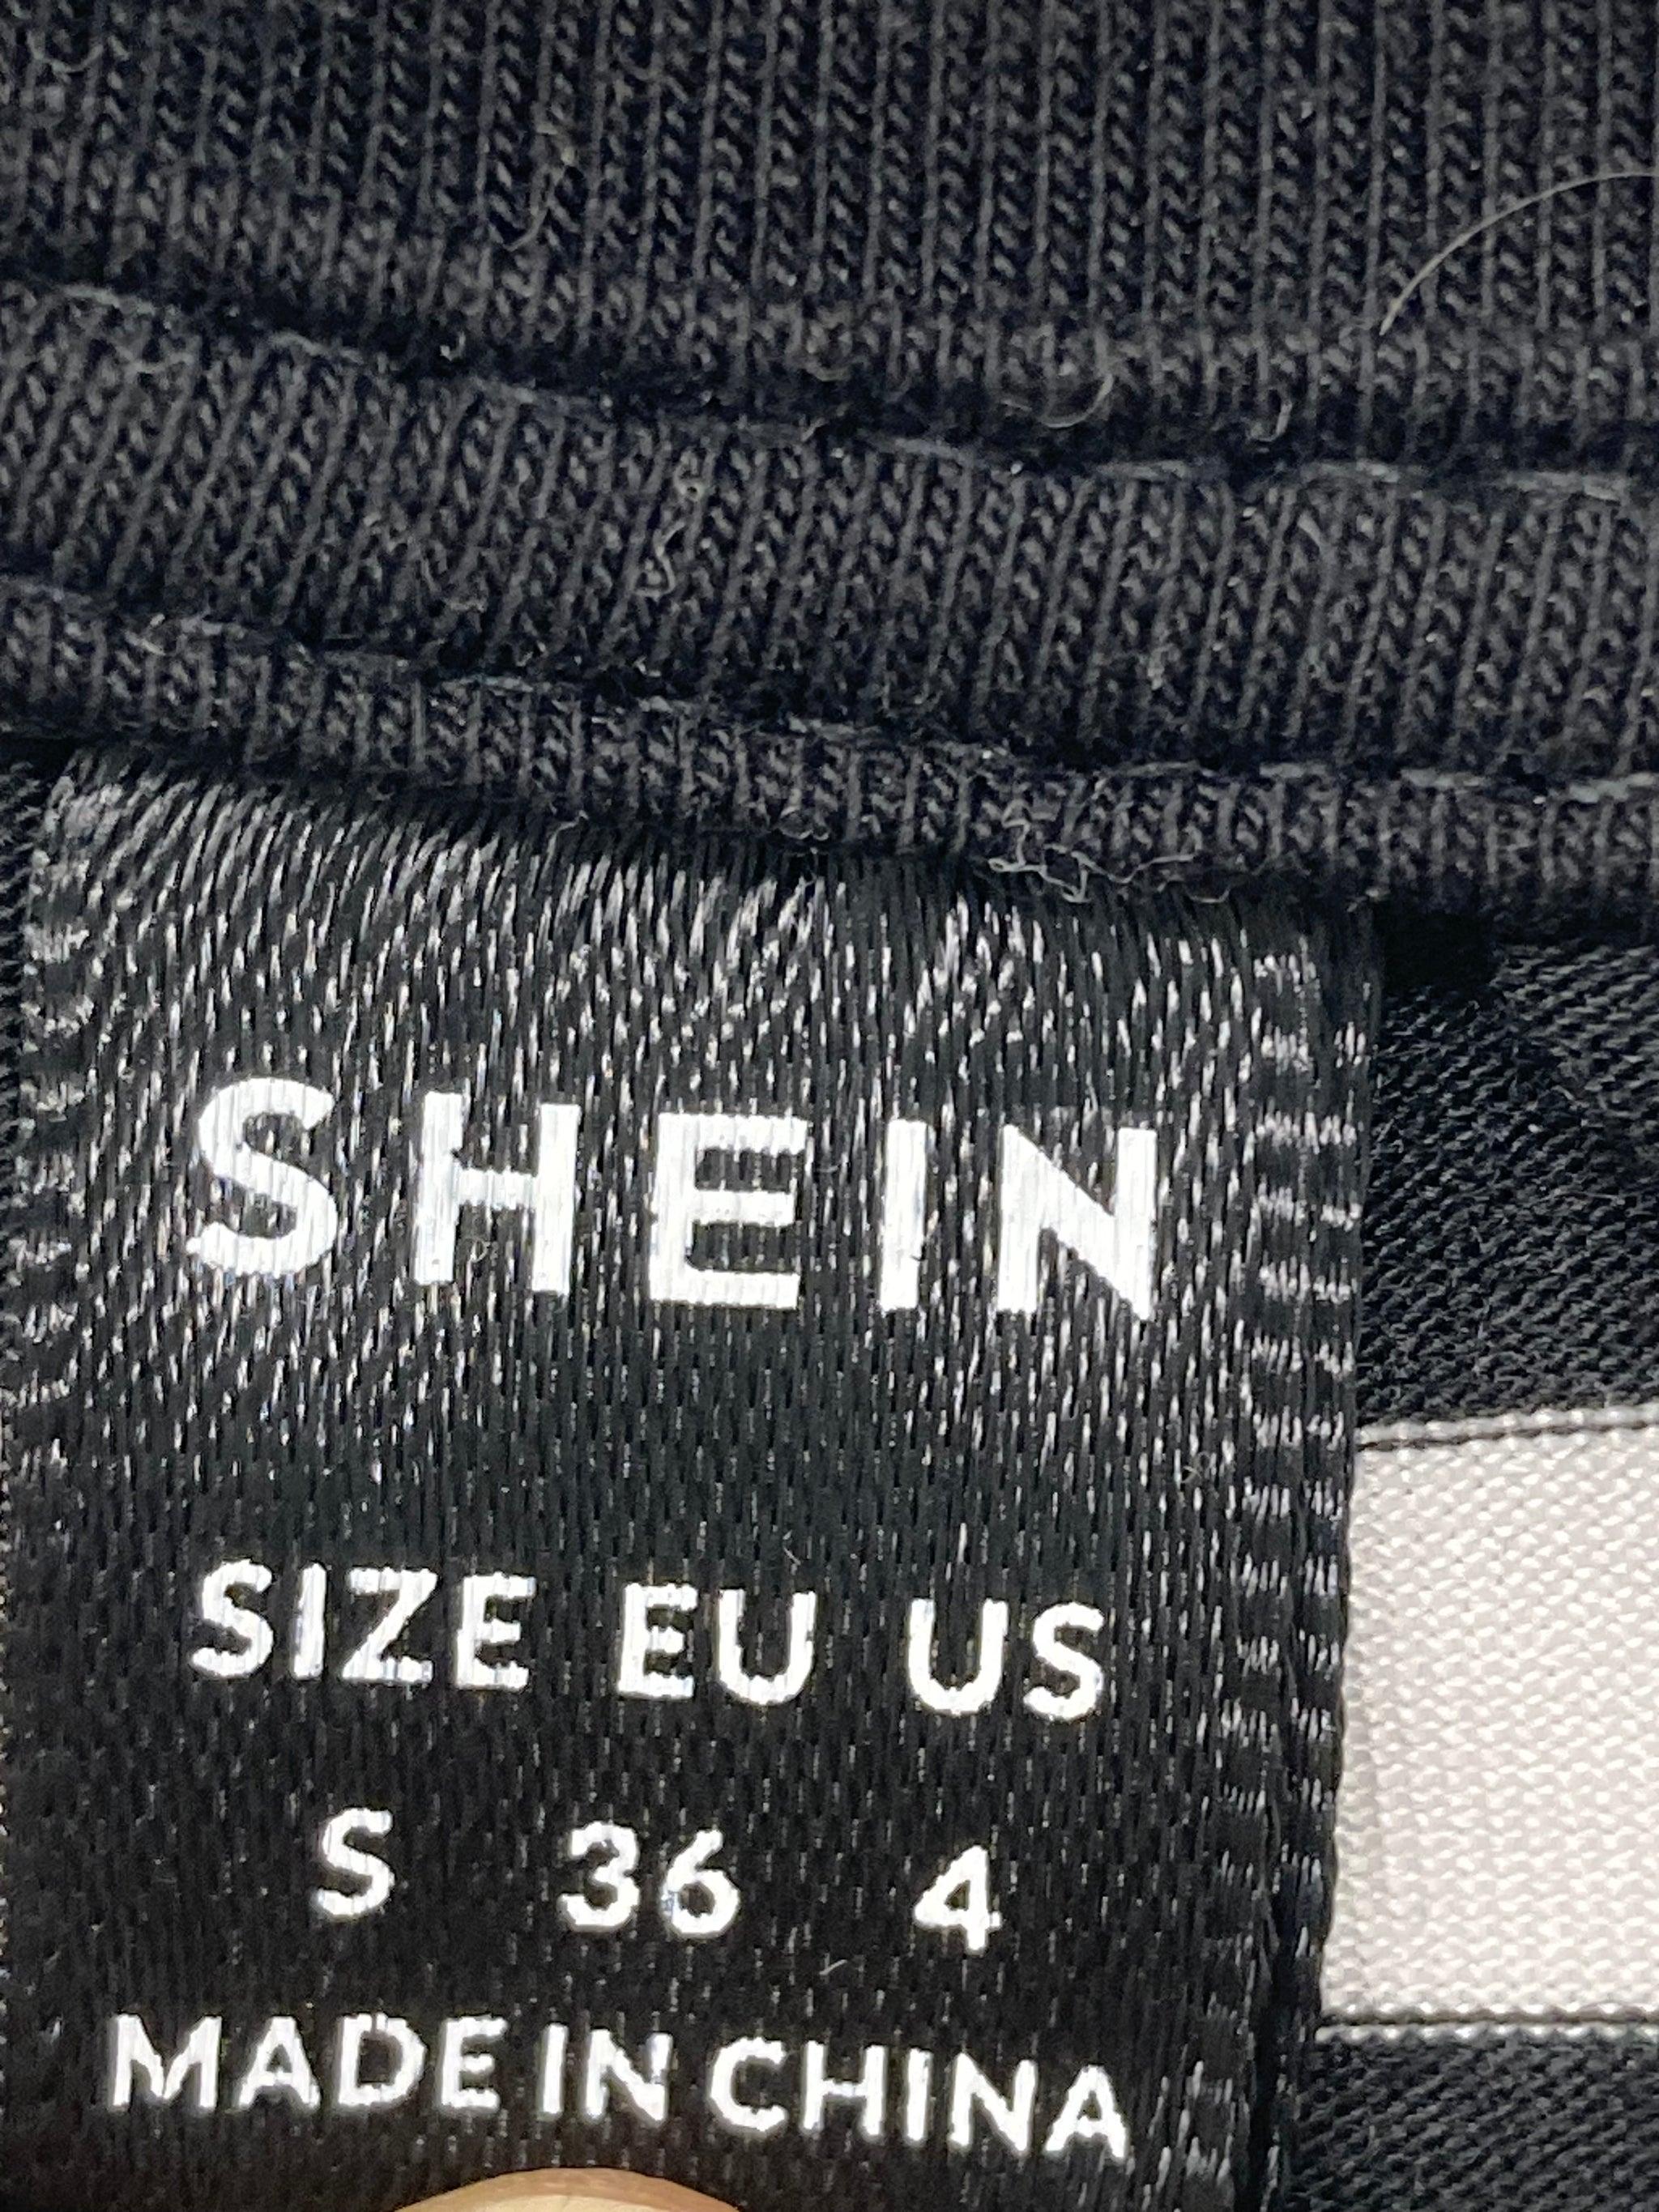 SHEIN
SIZE EU US
S 36 4
MADE IN CHINA